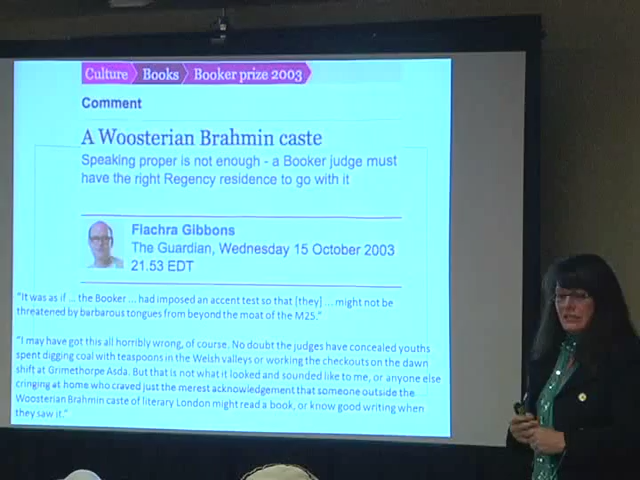 Culture Books Booker prize 2003
Comment
A Woosterian Brahmin caste
Speaking proper is not enough - a Booker judge must
have the right Regency residence to go with it
Fiachra Gibbons
The Guardian, Wednesday 15 October 2003
21.53 EDT
"It was as if ... the Booker ... had imposed an accent test so that [they] ... might not be
threatened by barbarous tongues from beyond the moat of the M25."
"I may have got this all horribly wrong, of course. No doubt the judges have concealed youths
spent digging coal with teaspoons in the Welsh valleys or working the checkouts on the dawn
shift at Grimethorpe Asda. But that is not what it looked and sounded like to me, or anyone else
cringing at home who craved just the merest acknowledgement that someone outside the
Woosterian Brahmin caste of literary London might read a book, or know good writing when
they saw it."